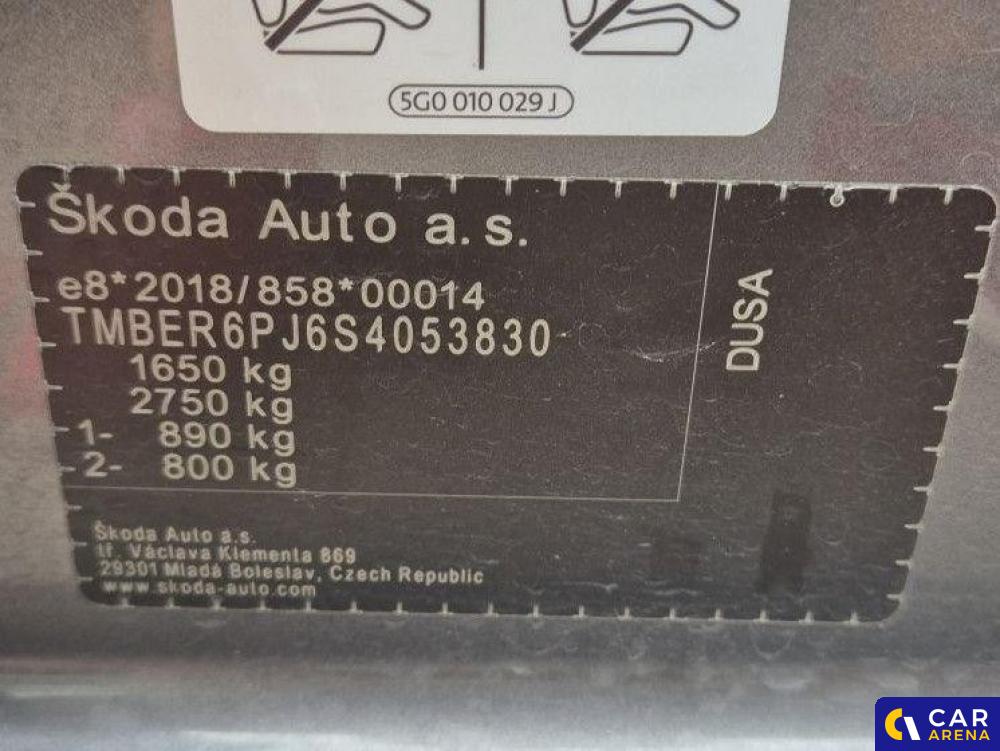 5G0 010 029 J
Škoda Auto a.s.
e8*2018/858*00014
TMBER6PJ6S4053830
1650 kg
2750 kg
1- 890 kg
2- 800 kg
DUSA
Škoda Auto a.s.
tř. Václava Klementa 869
29301 Mladá Boleslav, Czech Republic
www.skoda-auto.com
CAR
ARENA